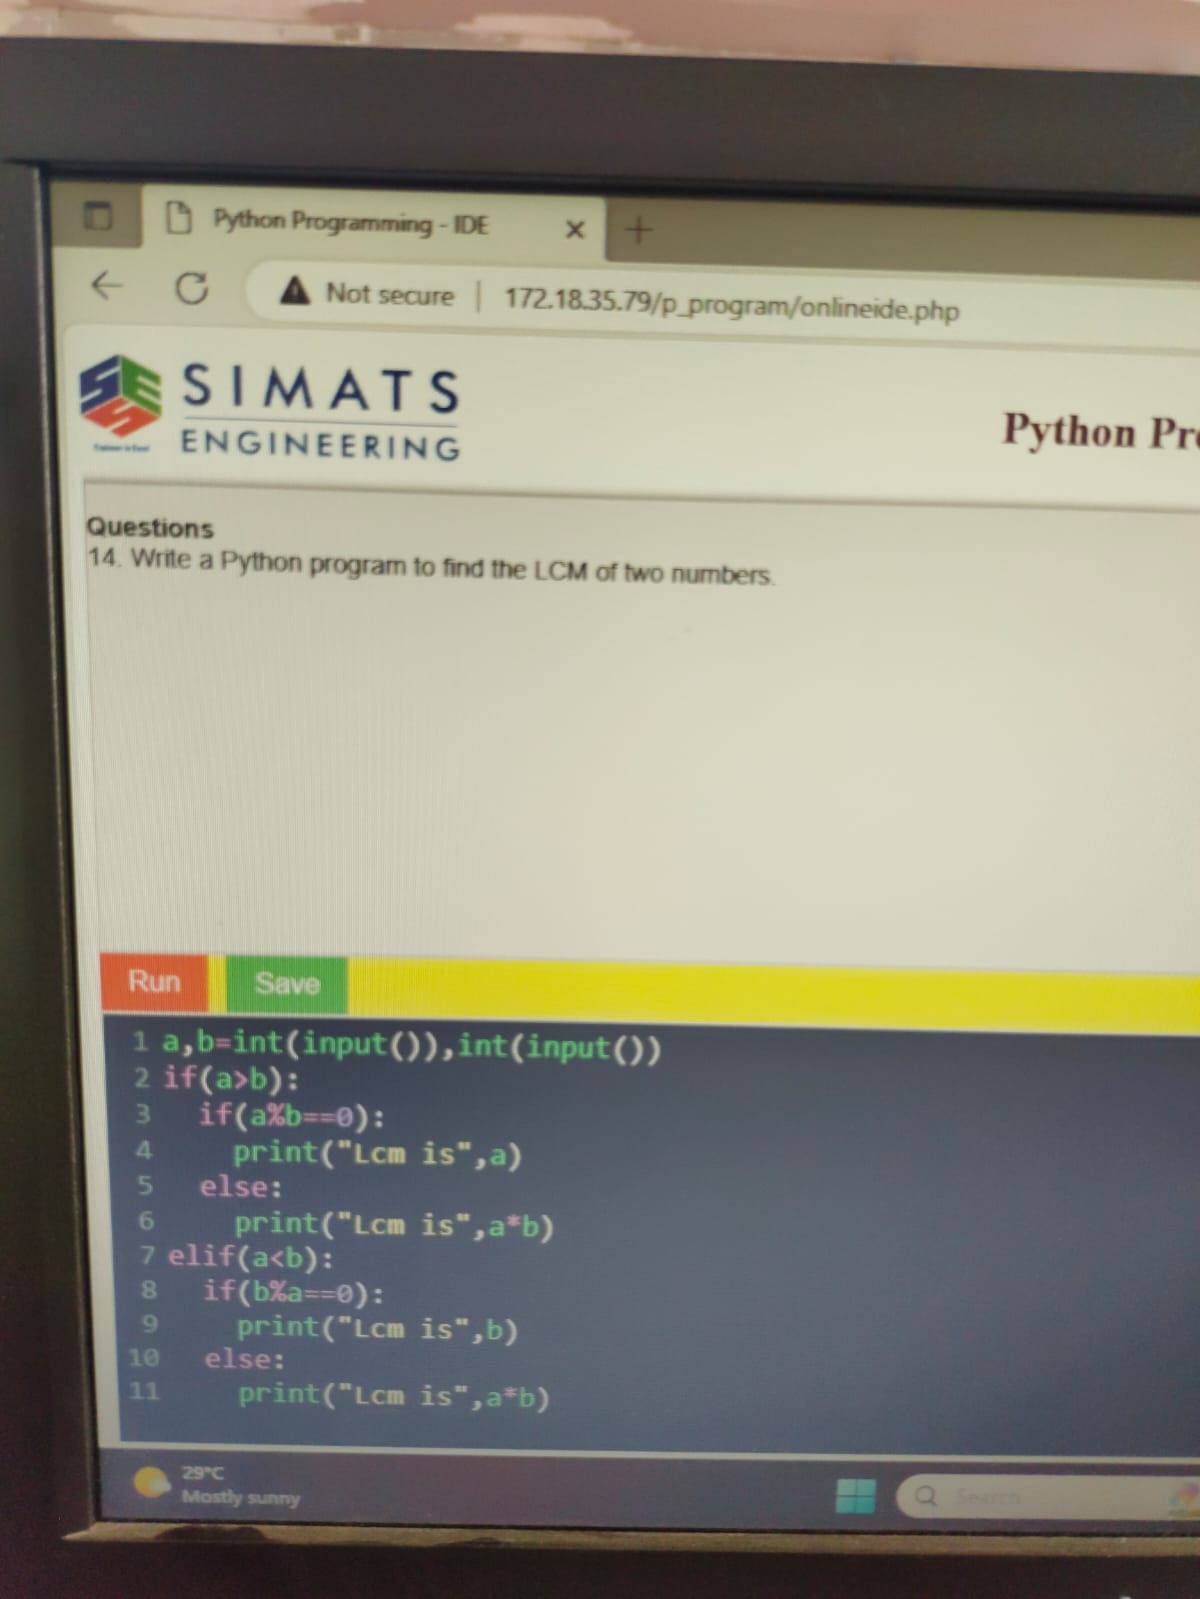 Python Programming - IDE
Not secure | 172.18.35.79/p_program/onlineide.php
SIMATS
ENGINEERING
Python Pro
Questions
14. Write a Python program to find the LCM of two numbers.
Run Save
1 a,b=int(input()),int(input())
2 if(a>b):
3 if(a%b==0):
4 print("Lcm is",a)
5 else:
6 print("Lcm is",a*b)
7 elif(a<b):
8 if(b%a==0):
9 print("Lcm is",b)
10 else:
11 print("Lcm is",a*b)
29°C
Mostly sunny
Search